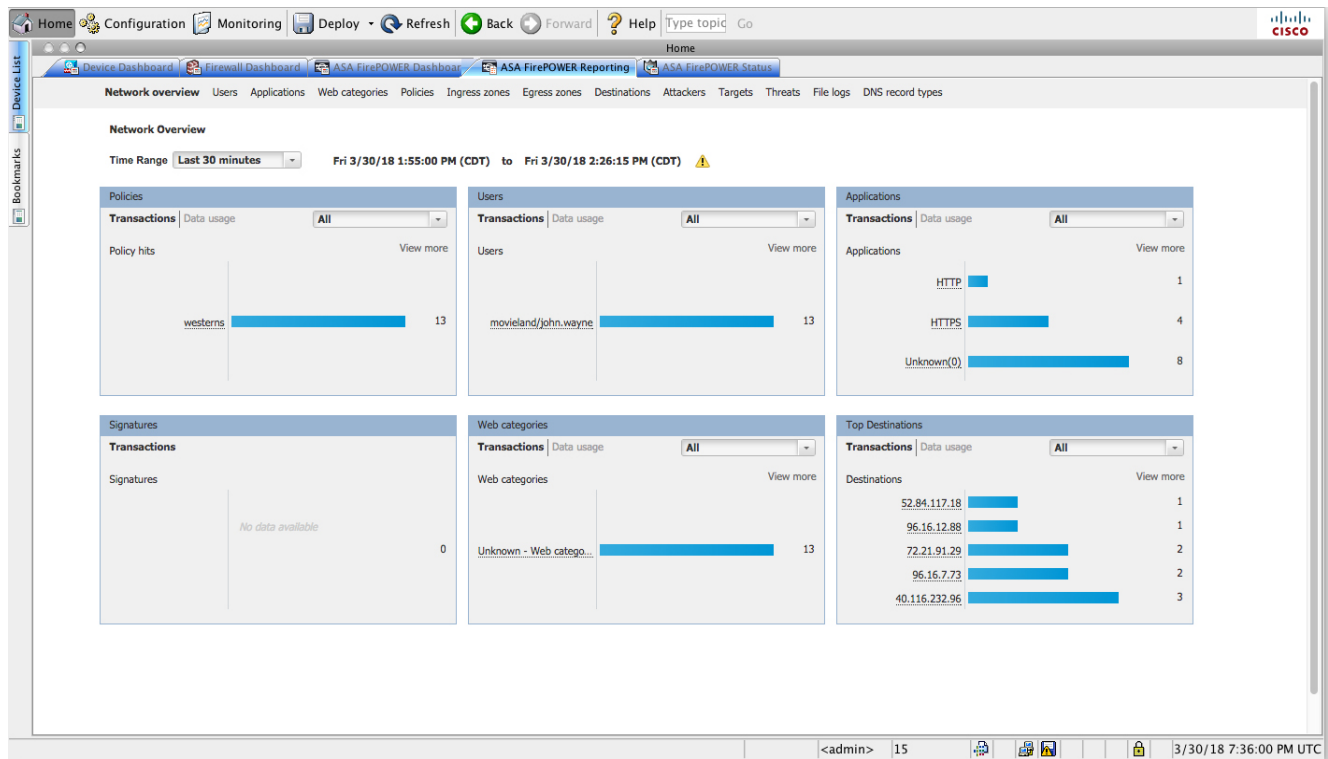 Home Configuration Monitoring Deploy Refresh Back Forward Help Type topic Go
CISCO
Home
Device List
Bookmarks
Device Dashboard Firewall Dashboard ASA FirePOWER Dashboar ASA FirePOWER Reporting ASA FirePOWER Status
Network overview Users Applications Web categories Policies Ingress zones Egress zones Destinations Attackers Targets Threats File logs DNS record types
Network Overview
Time Range Last 30 minutes Fri 3/30/18 1:55:00 PM (CDT) to Fri 3/30/18 2:26:15 PM (CDT)
Policies
Transactions Data usage All
Policy hits View more
westerns 13
Users
Transactions Data usage All
Users View more
movieland/john.wayne 13
Applications
Transactions Data usage All
Applications View more
HTTP 1
HTTPS 4
Unknown(0) 8
Signatures
Transactions
Signatures
No data available
0
Web categories
Transactions Data usage All
Web categories View more
Unknown - Web catego... 13
Top Destinations
Transactions Data usage All
Destinations View more
52.84.117.18 1
96.16.12.88 1
72.21.91.29 2
96.16.7.73 2
40.116.232.96 3
<admin> 15 3/30/18 7:36:00 PM UTC